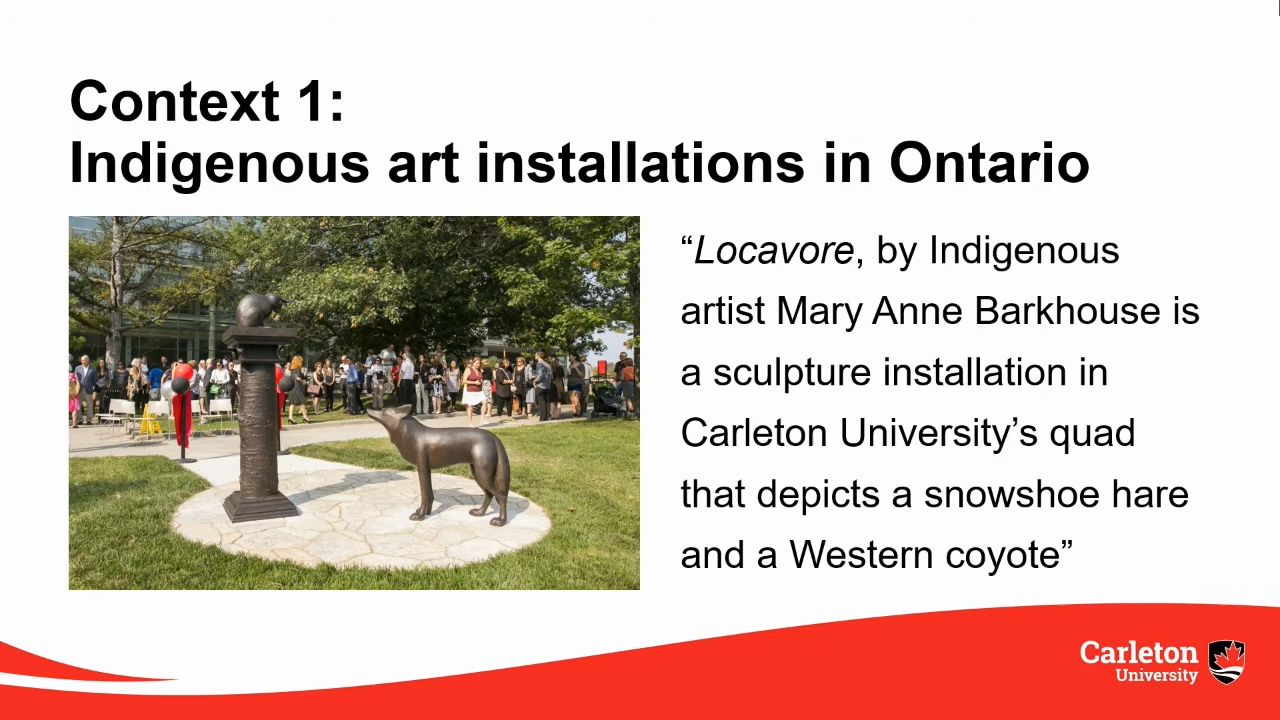 Context 1:
Indigenous art installations in Ontario
“Locavore, by Indigenous
artist Mary Anne Barkhouse is
a sculpture installation in
Carleton University’s quad
that depicts a snowshoe hare
and a Western coyote”
Carleton
University